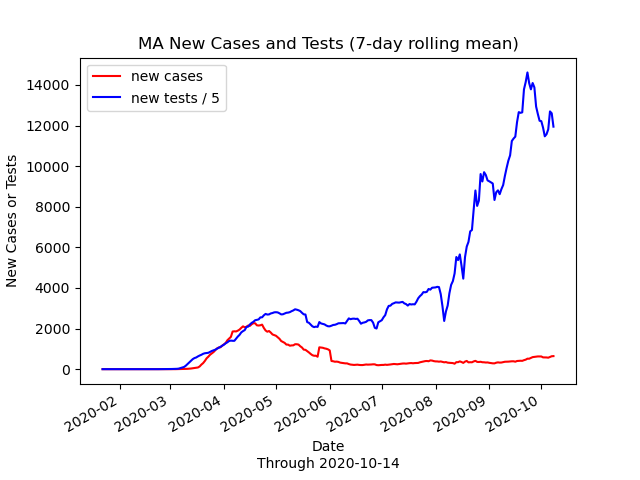 MA New Cases and Tests (7-day rolling mean)
new cases
new tests / 5
14000
12000
10000
8000
6000
4000
2000
0
New Cases or Tests
2020-02
2020-03
2020-04
2020-05
2020-06
2020-07
2020-08
2020-09
2020-10
Date
Through 2020-10-14